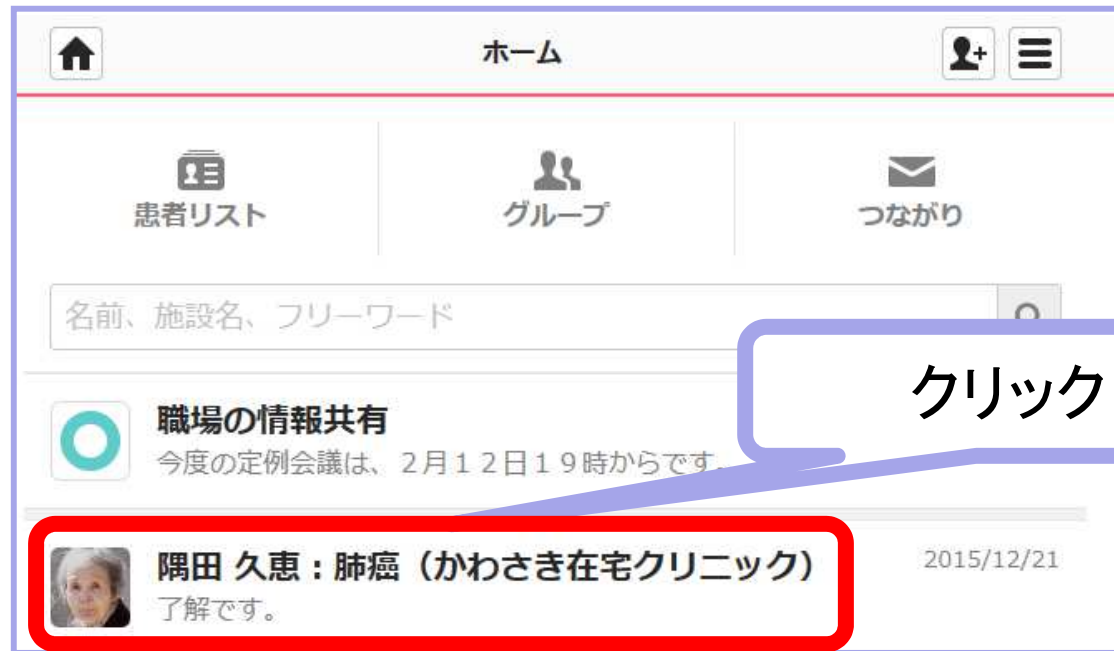 ホーム
患者リスト
グループ
つながり
名前、施設名、フリーワード
クリック
職場の情報共有
今度の定例会議は、２月１２日１９時からです。
隅田 久恵：肺癌（かわさき在宅クリニック）
2015/12/21
了解です。